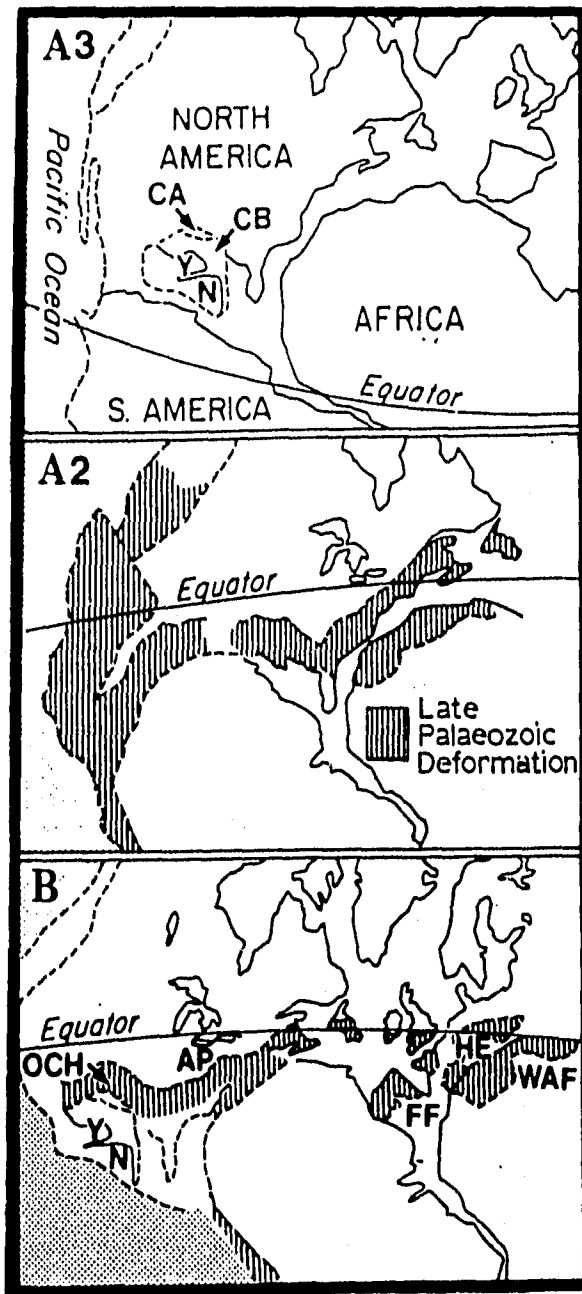 A3
NORTH
AMERICA
Pacific Ocean
CA
CB
Y
N
AFRICA
Equator
S. AMERICA
A2
Equator
Late
Palaeozoic
Deformation
B
Equator
OCH
AP
HE
WAF
Y
N
FF